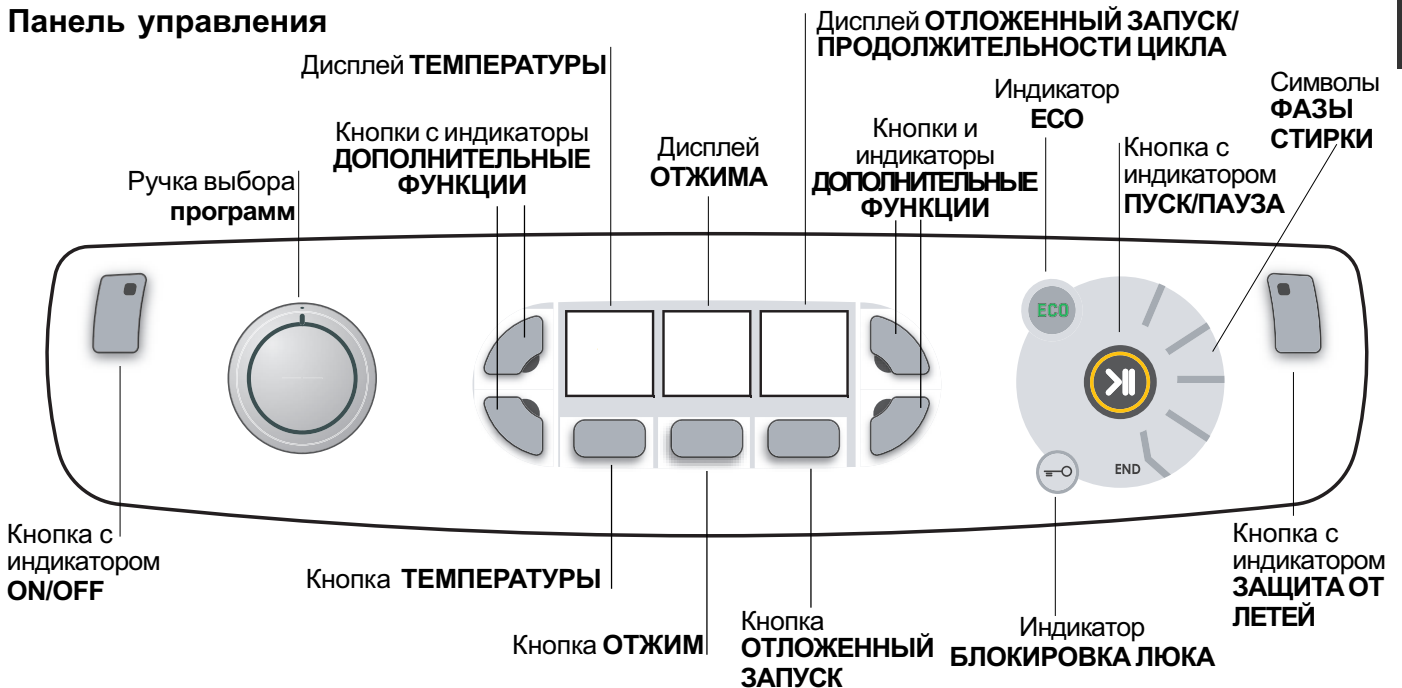 Панель управления
Дисплей ОТЛОЖЕННЫЙ ЗАПУСК/
ПРОДОЛЖИТЕЛЬНОСТИ ЦИКЛА
Дисплей ТЕМПЕРАТУРЫ
Кнопки с индикаторы
ДОПОЛНИТЕЛЬНЫЕ
ФУНКЦИИ
Ручка выбора
программ
Дисплей
ОТЖИМА
Кнопки и
индикаторы
ДОПОЛНИТЕЛЬНЫЕ
ФУНКЦИИ
Индикатор
ECO
Кнопка с
индикатором
ПУСК/ПАУЗА
Символы
ФАЗЫ
СТИРКИ
ECO
END
Кнопка с
индикатором
ON/OFF
Кнопка ТЕМПЕРАТУРЫ
Кнопка ОТЖИМ
Кнопка
ОТЛОЖЕННЫЙ
ЗАПУСК
Индикатор
БЛОКИРОВКА ЛЮКА
Кнопка с
индикатором
ЗАЩИТА ОТ
ЛЕТЕЙ